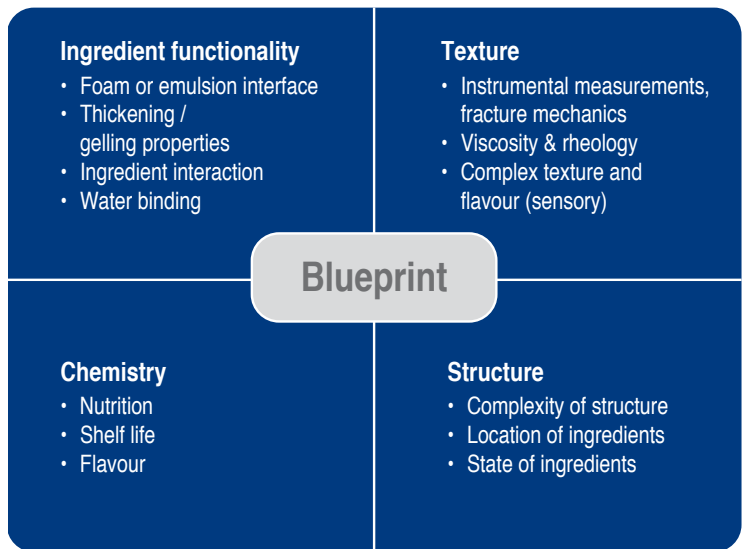 Ingredient functionality
• Foam or emulsion interface
• Thickening /
gelling properties
• Ingredient interaction
• Water binding
Texture
• Instrumental measurements,
fracture mechanics
• Viscosity & rheology
• Complex texture and
flavour (sensory)
Blueprint
Chemistry
• Nutrition
• Shelf life
• Flavour
Structure
• Complexity of structure
• Location of ingredients
• State of ingredients